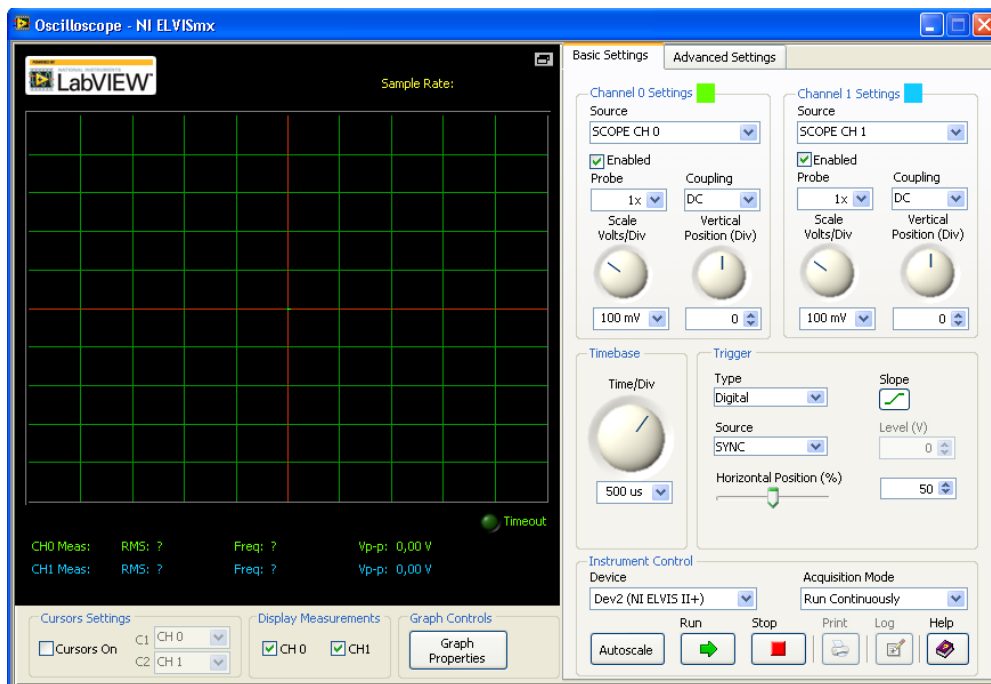 Oscilloscope - NI ELVISmx
POWERED BY
NATIONAL INSTRUMENTS
LabVIEW
Sample Rate:
Timeout
CH0 Meas: RMS: ? Freq: ? Vp-p: 0,00 V
CH1 Meas: RMS: ? Freq: ? Vp-p: 0,00 V
Cursors Settings
Cursors On
C1 CH 0
C2 CH 1
Display Measurements
CH 0 CH1
Graph Controls
Graph
Properties
Basic Settings Advanced Settings
Channel 0 Settings
Source
SCOPE CH 0
Enabled
Probe Coupling
1x DC
Scale Vertical
Volts/Div Position (Div)
100 mV 0
Channel 1 Settings
Source
SCOPE CH 1
Enabled
Probe Coupling
1x DC
Scale Vertical
Volts/Div Position (Div)
100 mV 0
Timebase
Time/Div
500 us
Trigger
Type Slope
Digital
Source Level (V)
SYNC 0
Horizontal Position (%)
50
Instrument Control
Device Acquisition Mode
Dev2 (NI ELVIS II+) Run Continuously
Run Stop Print Log Help
Autoscale